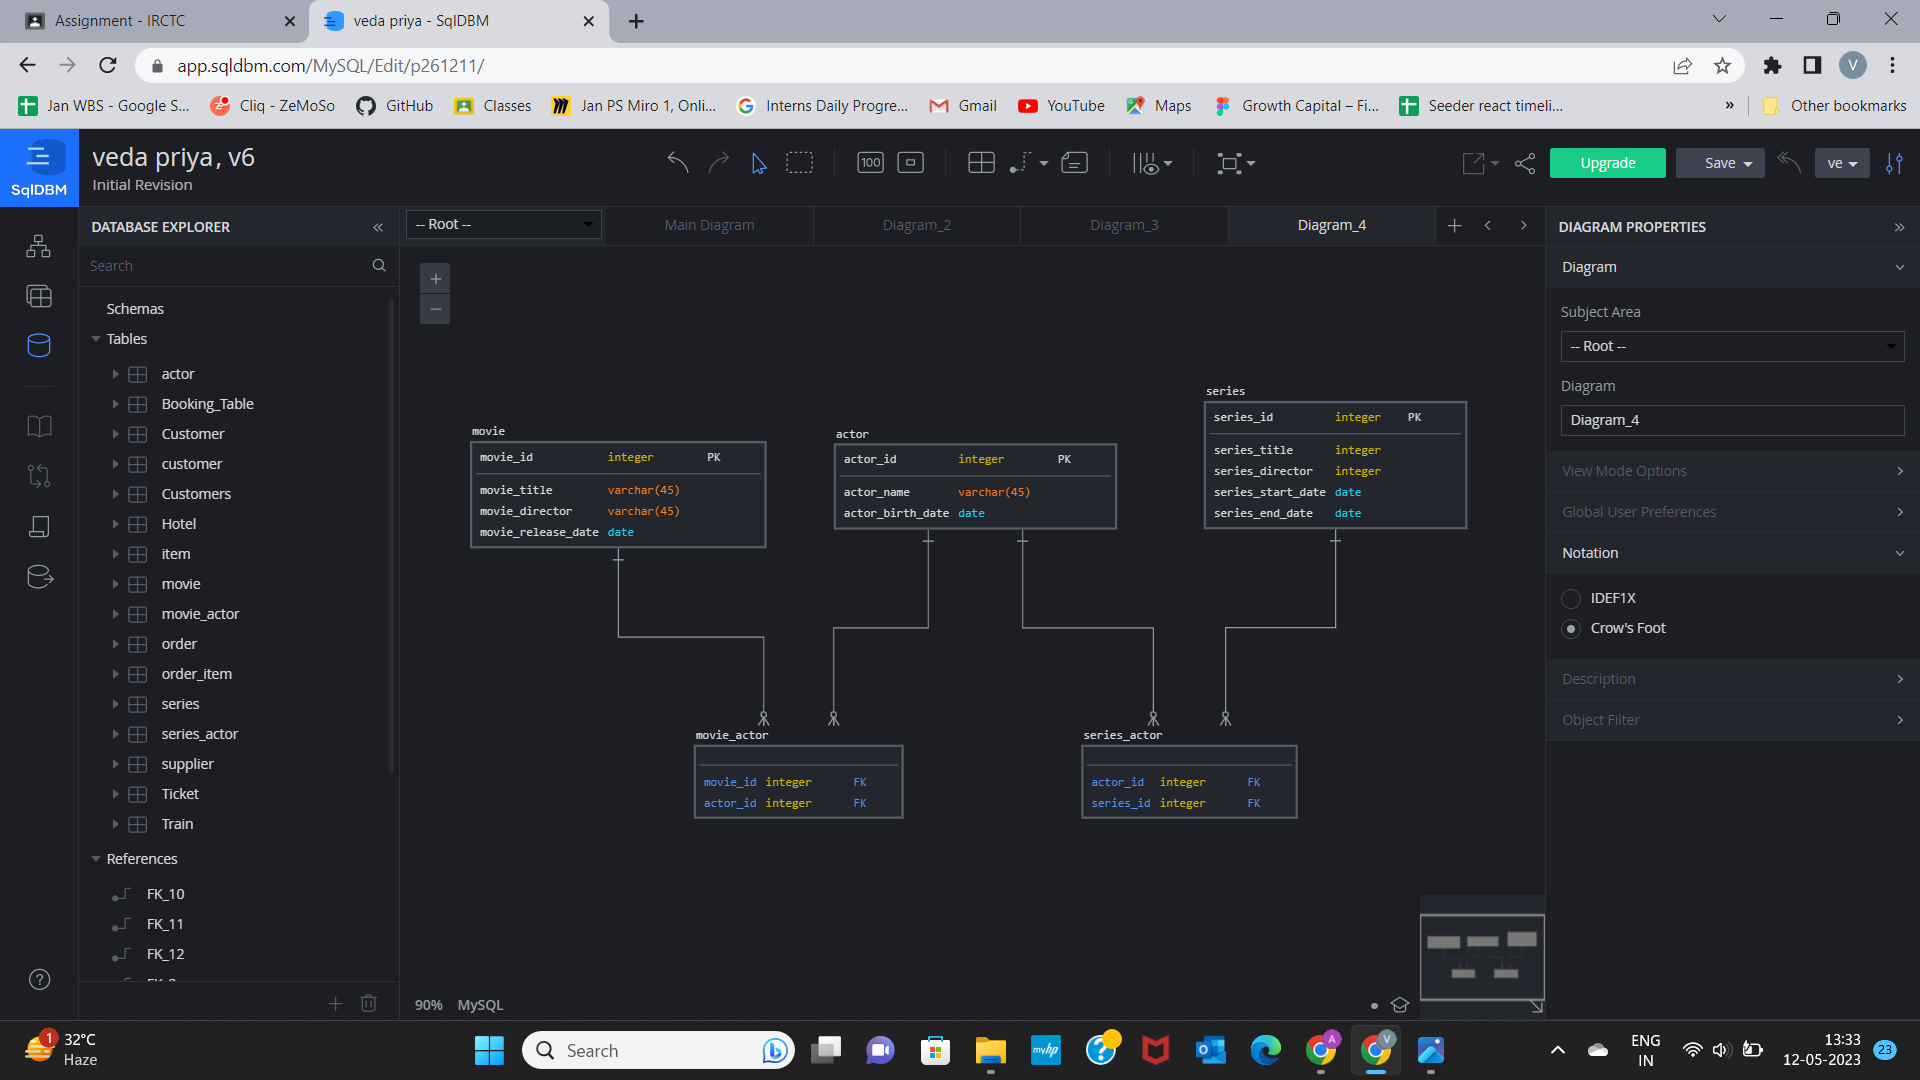 Assignment - IRCTC
veda priya - SqlDBM
app.sqldbm.com/MySQL/Edit/p261211/
V
Jan WBS - Google S...
Cliq - ZeMoSo
GitHub
Classes
Jan PS Miro 1, Onli...
Interns Daily Progre...
Gmail
YouTube
Maps
Growth Capital – Fi...
Seeder react timeli...
»
Other bookmarks
SqlDBM
veda priya, v6
Initial Revision
100
Upgrade
Save
ve
DATABASE EXPLORER
Search
Schemas
Tables
actor
Booking_Table
Customer
customer
Customers
Hotel
item
movie
movie_actor
order
order_item
series
series_actor
supplier
Ticket
Train
References
FK_10
FK_11
FK_12
-- Root --
Main Diagram
Diagram_2
Diagram_3
Diagram_4
movie
movie_id integer PK
movie_title varchar(45)
movie_director varchar(45)
movie_release_date date
actor
actor_id integer PK
actor_name varchar(45)
actor_birth_date date
series
series_id integer PK
series_title integer
series_director integer
series_start_date date
series_end_date date
movie_actor
movie_id integer FK
actor_id integer FK
series_actor
actor_id integer FK
series_id integer FK
90% MySQL
DIAGRAM PROPERTIES
Diagram
Subject Area
-- Root --
Diagram
Diagram_4
View Mode Options
Global User Preferences
Notation
IDEF1X
Crow's Foot
Description
Object Filter
1
32°C
Haze
Search
myhp
A
V
ENG
IN
13:33
12-05-2023
23